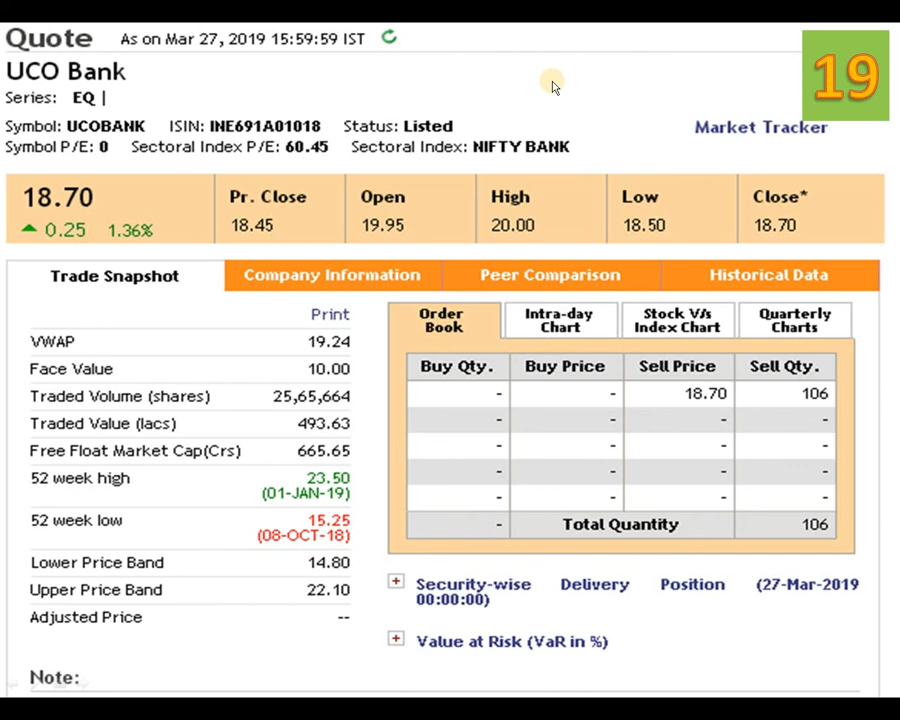 Quote As on Mar 27, 2019 15:59:59 IST
19
UCO Bank
Series: EQ |
Symbol: UCOBANK ISIN: INE691A01018 Status: Listed
Market Tracker
Symbol P/E: 0 Sectoral Index P/E: 60.45 Sectoral Index: NIFTY BANK
18.70 Pr. Close Open High Low Close*
0.25 1.36% 18.45 19.95 20.00 18.50 18.70
Trade Snapshot Company Information Peer Comparison Historical Data
Print
VWAP 19.24
Face Value 10.00
Traded Volume (shares) 25,65,664
Traded Value (lacs) 493.63
Free Float Market Cap(Crs) 665.65
52 week high 23.50
(01-JAN-19)
52 week low 15.25
(08-OCT-18)
Lower Price Band 14.80
Upper Price Band 22.10
Adjusted Price --
Order Intra-day Stock V/s Quarterly
Book Chart Index Chart Charts
Buy Qty. Buy Price Sell Price Sell Qty.
- - 18.70 106
- - - -
- - - -
- - - -
- - - -
- Total Quantity 106
+ Security-wise Delivery Position (27-Mar-2019
00:00:00)
+ Value at Risk (VaR in %)
Note: